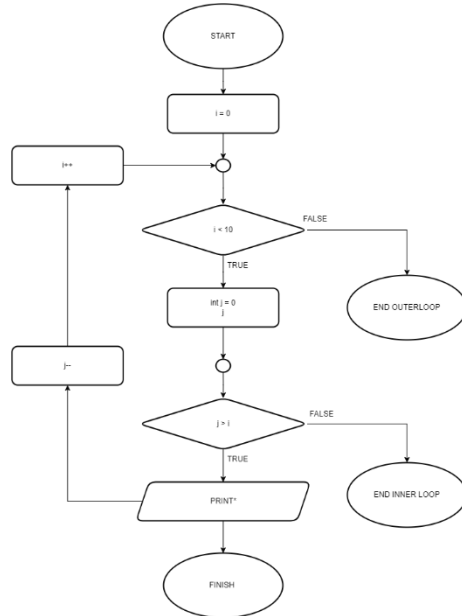 START
i = 0
i++
i < 10
FALSE
TRUE
int j = 0
j
END OUTERLOOP
j--
j > i
FALSE
TRUE
PRINT*
END INNER LOOP
FINISH